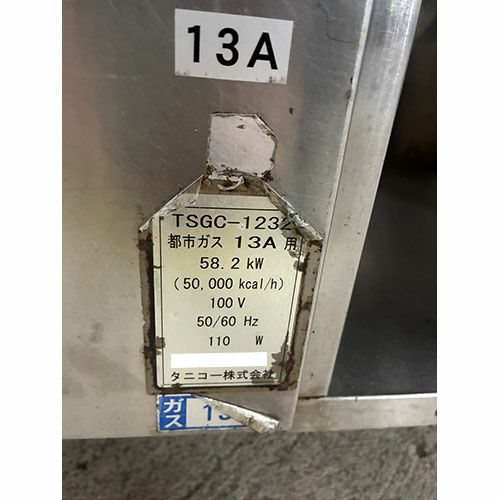 13A
TSGC-1232
都市ガス 13A 用
58.2 kW
(50,000 kcal/h)
100 V
50/60 Hz
110 W
タニコー株式会社
ガス